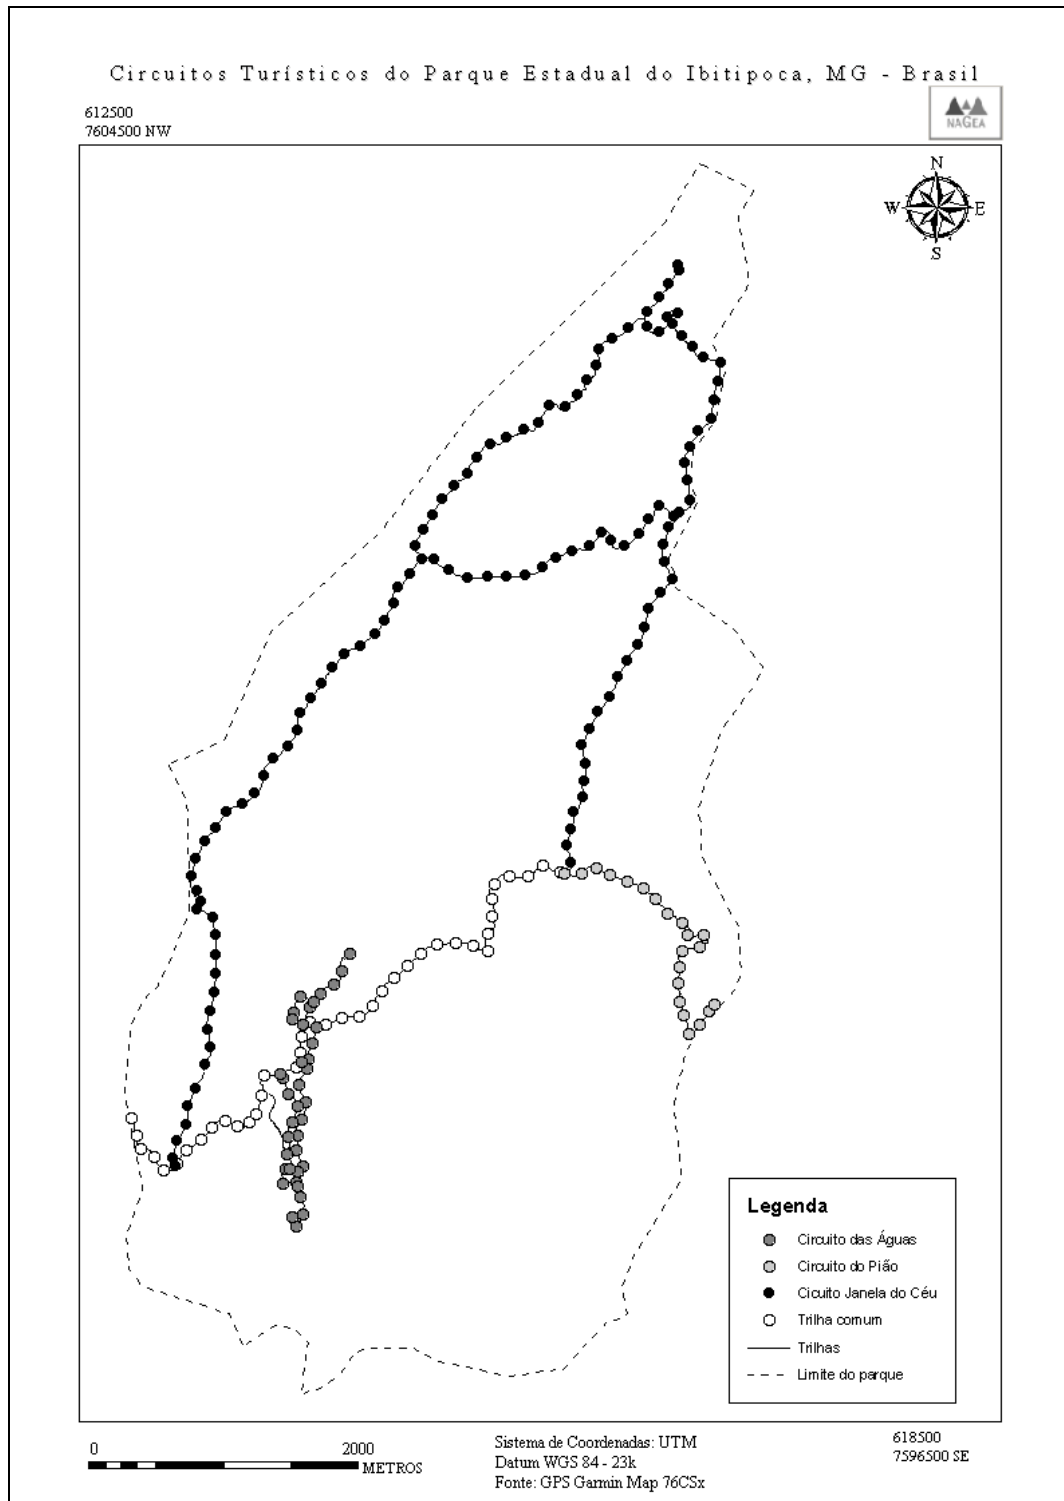 Circuitos Turísticos do Parque Estadual do Ibitipoca, MG - Brasil
612500
7604500 NW
NAGEA
N
W E
S
Legenda
Circuito das Águas
Circuito do Pião
Cicuito Janela do Céu
Trilha comum
Trilhas
Limite do parque
0 2000
METROS
Sistema de Coordenadas: UTM
Datum WGS 84 - 23k
Fonte: GPS Garmin Map 76CSx
618500
7596500 SE